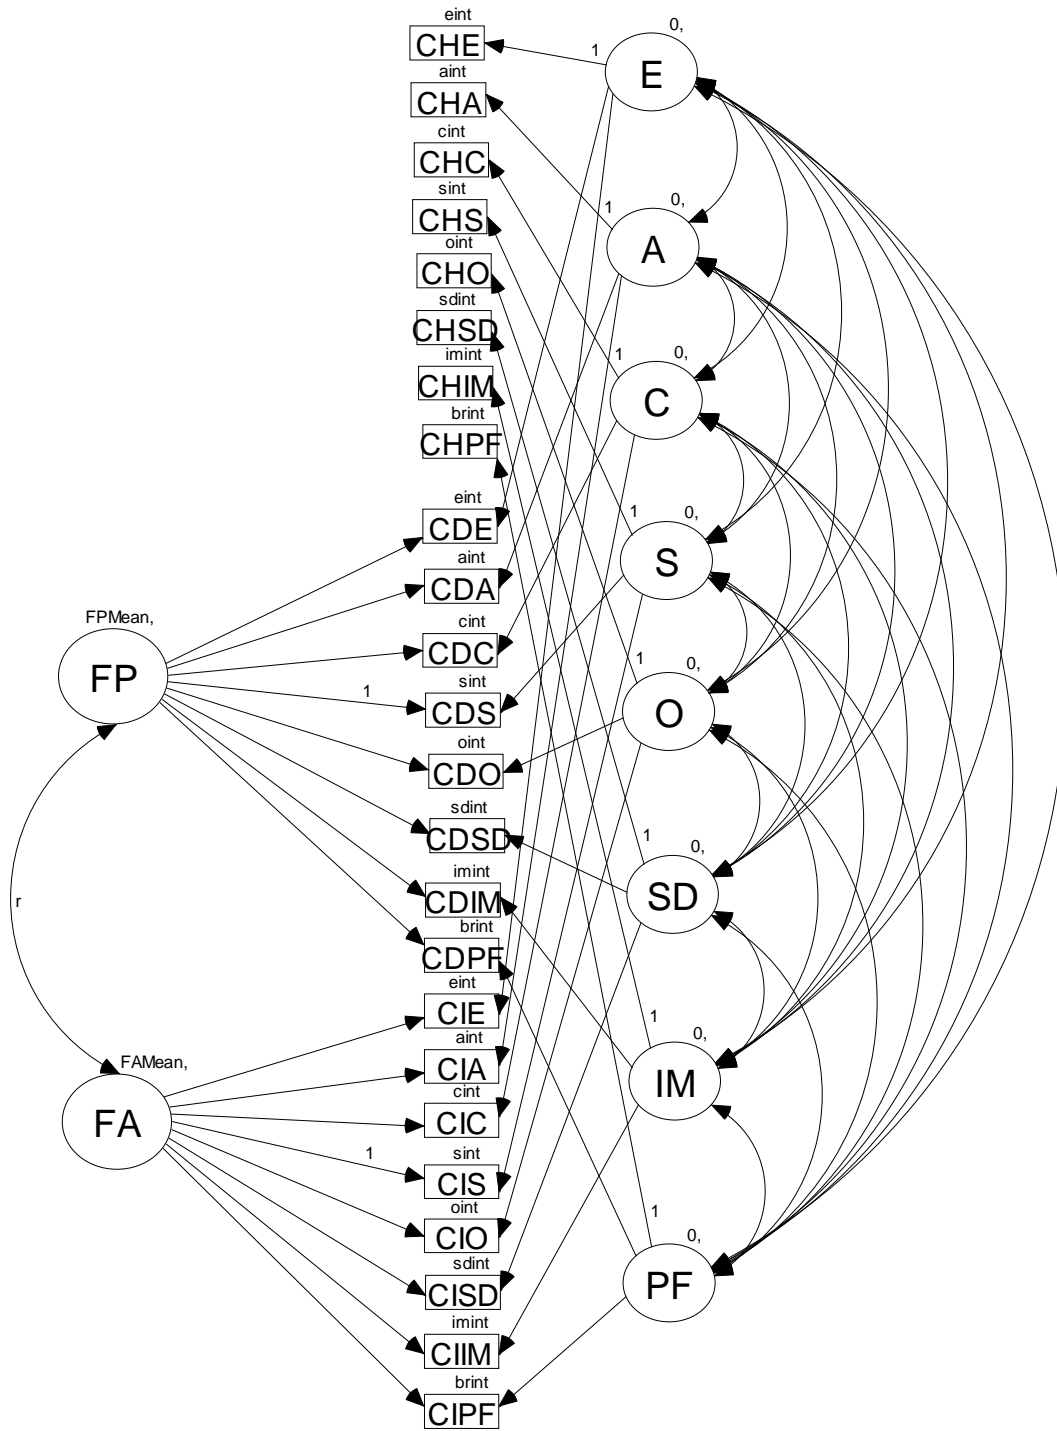 eint
CHE
aint
CHA
cint
CHC
sint
CHS
oint
CHO
sdint
CHSD
imint
CHIM
brint
CHPF
eint
CDE
aint
CDA
cint
CDC
1
sint
CDS
oint
CDO
sdint
CDSD
imint
CDIM
brint
CDPF
eint
CIE
aint
CIA
cint
CIC
1
sint
CIS
oint
CIO
sdint
CISD
imint
CIIM
brint
CIPF
FPMean,
FP
r
FAMean,
FA
1
0,
E
1
0,
A
1
0,
C
1
0,
S
1
0,
O
1
0,
SD
1
0,
IM
1
0,
PF